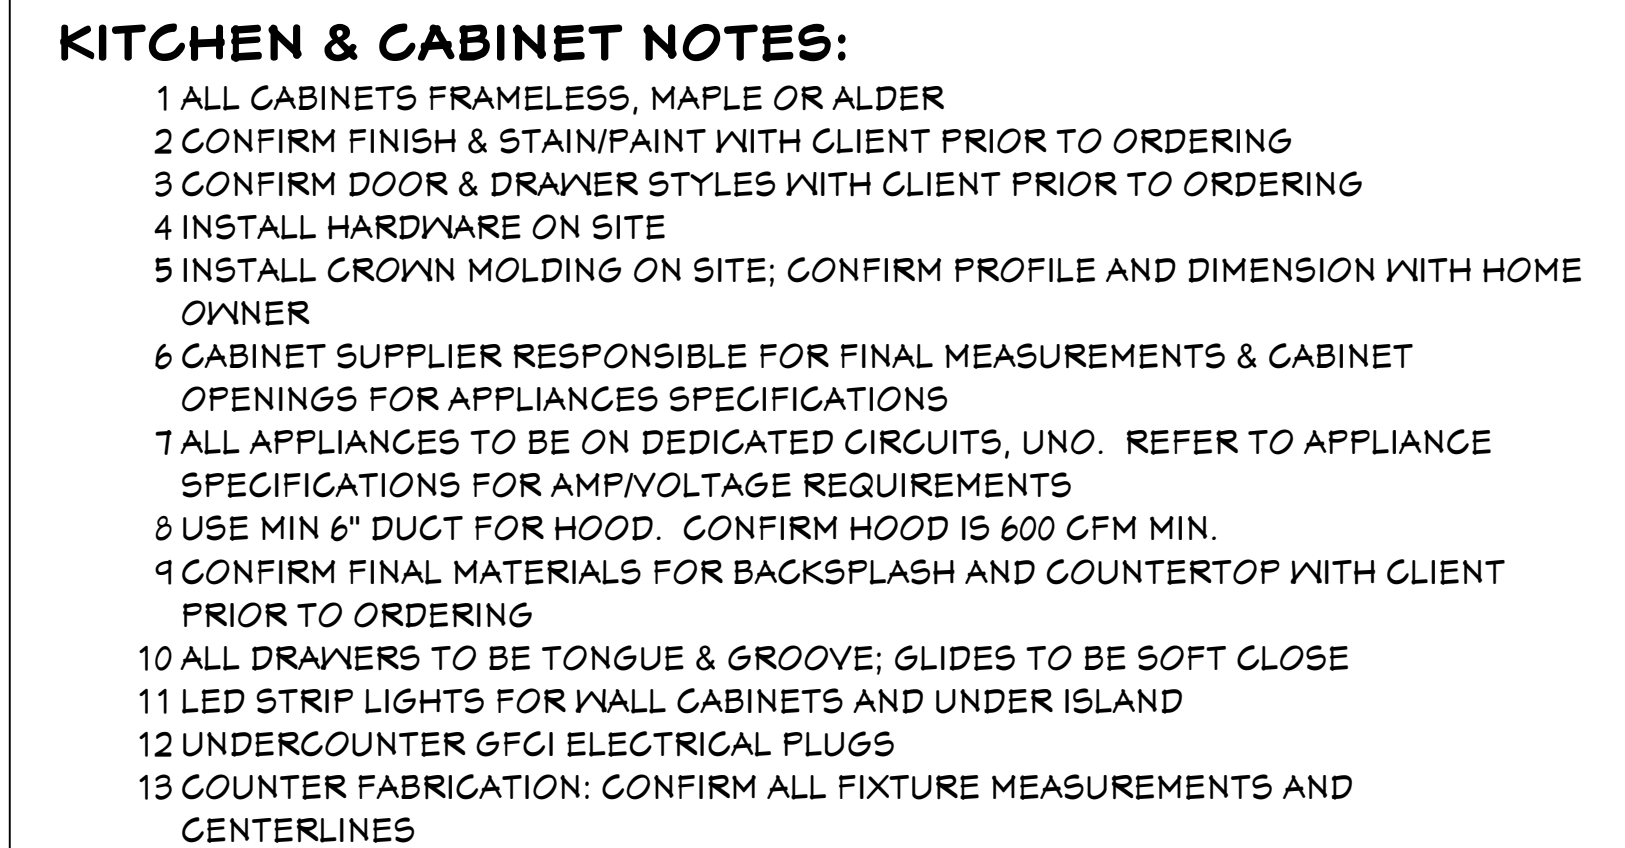 KITCHEN & CABINET NOTES:
1 ALL CABINETS FRAMELESS, MAPLE OR ALDER
2 CONFIRM FINISH & STAIN/PAINT WITH CLIENT PRIOR TO ORDERING
3 CONFIRM DOOR & DRAWER STYLES WITH CLIENT PRIOR TO ORDERING
4 INSTALL HARDWARE ON SITE
5 INSTALL CROWN MOLDING ON SITE; CONFIRM PROFILE AND DIMENSION WITH HOME
OWNER
6 CABINET SUPPLIER RESPONSIBLE FOR FINAL MEASUREMENTS & CABINET
OPENINGS FOR APPLIANCES SPECIFICATIONS
7 ALL APPLIANCES TO BE ON DEDICATED CIRCUITS, UNO. REFER TO APPLIANCE
SPECIFICATIONS FOR AMP/VOLTAGE REQUIREMENTS
8 USE MIN 6" DUCT FOR HOOD. CONFIRM HOOD IS 600 CFM MIN.
9 CONFIRM FINAL MATERIALS FOR BACKSPLASH AND COUNTERTOP WITH CLIENT
PRIOR TO ORDERING
10 ALL DRAWERS TO BE TONGUE & GROOVE; GLIDES TO BE SOFT CLOSE
11 LED STRIP LIGHTS FOR WALL CABINETS AND UNDER ISLAND
12 UNDERCOUNTER GFCI ELECTRICAL PLUGS
13 COUNTER FABRICATION: CONFIRM ALL FIXTURE MEASUREMENTS AND
CENTERLINES